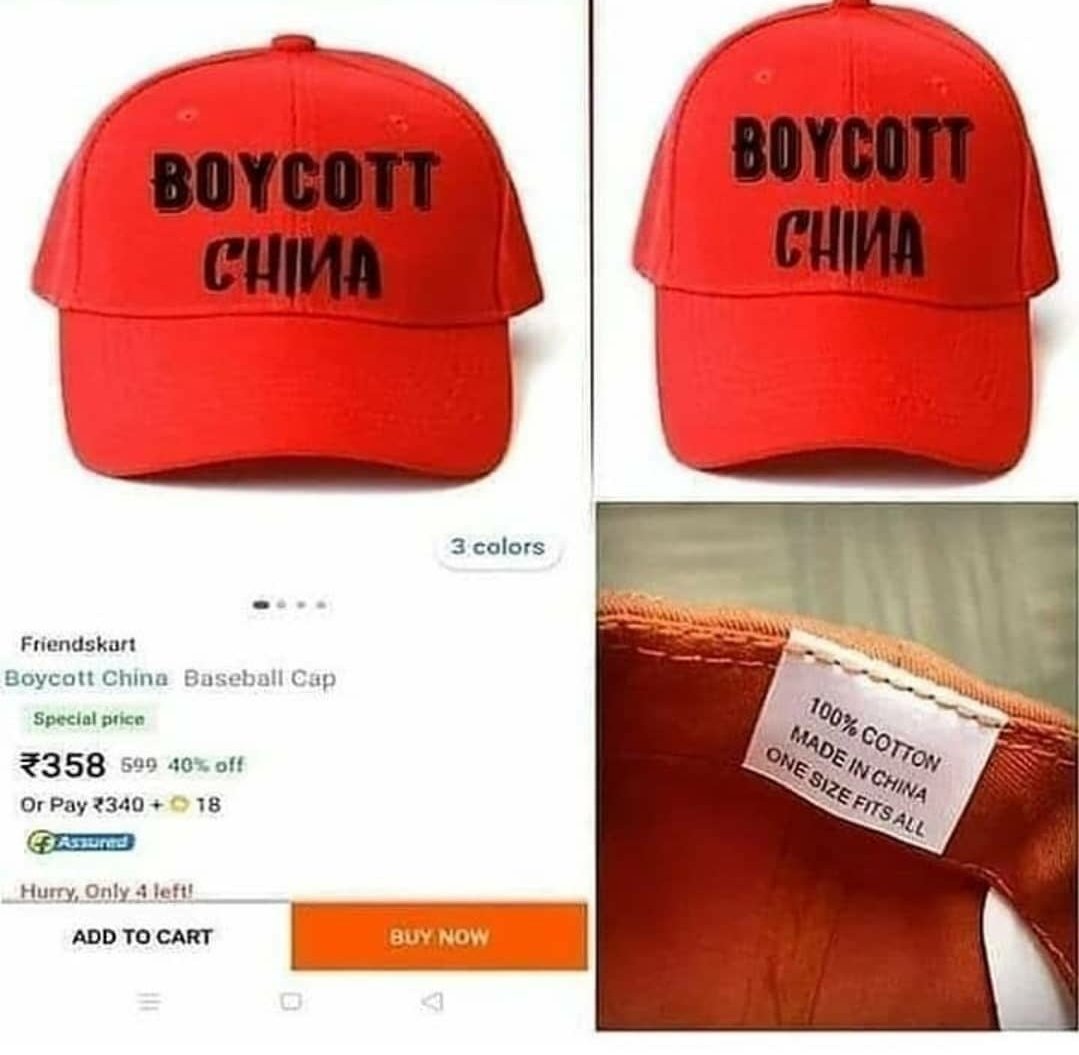 BOYCOTT
CHINA
BOYCOTT
CHINA
3 colors
Friendskart
Boycott China Baseball Cap
Special price
₹358 599 40% off
Or Pay ₹340 + 18
Assured
Hurry, Only 4 left!
ADD TO CART
BUY NOW
100% COTTON
MADE IN CHINA
ONE SIZE FITS ALL